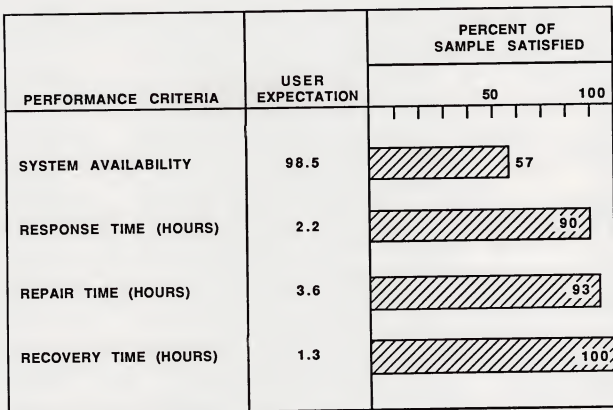 PERCENT OF
SAMPLE SATISFIED
USER
PERFORMANCE CRITERIA EXPECTATION
50 100
SYSTEM AVAILABILITY 98.5 57
RESPONSE TIME (HOURS) 2.2 90
REPAIR TIME (HOURS) 3.6 93
RECOVERY TIME (HOURS) 1.3 100